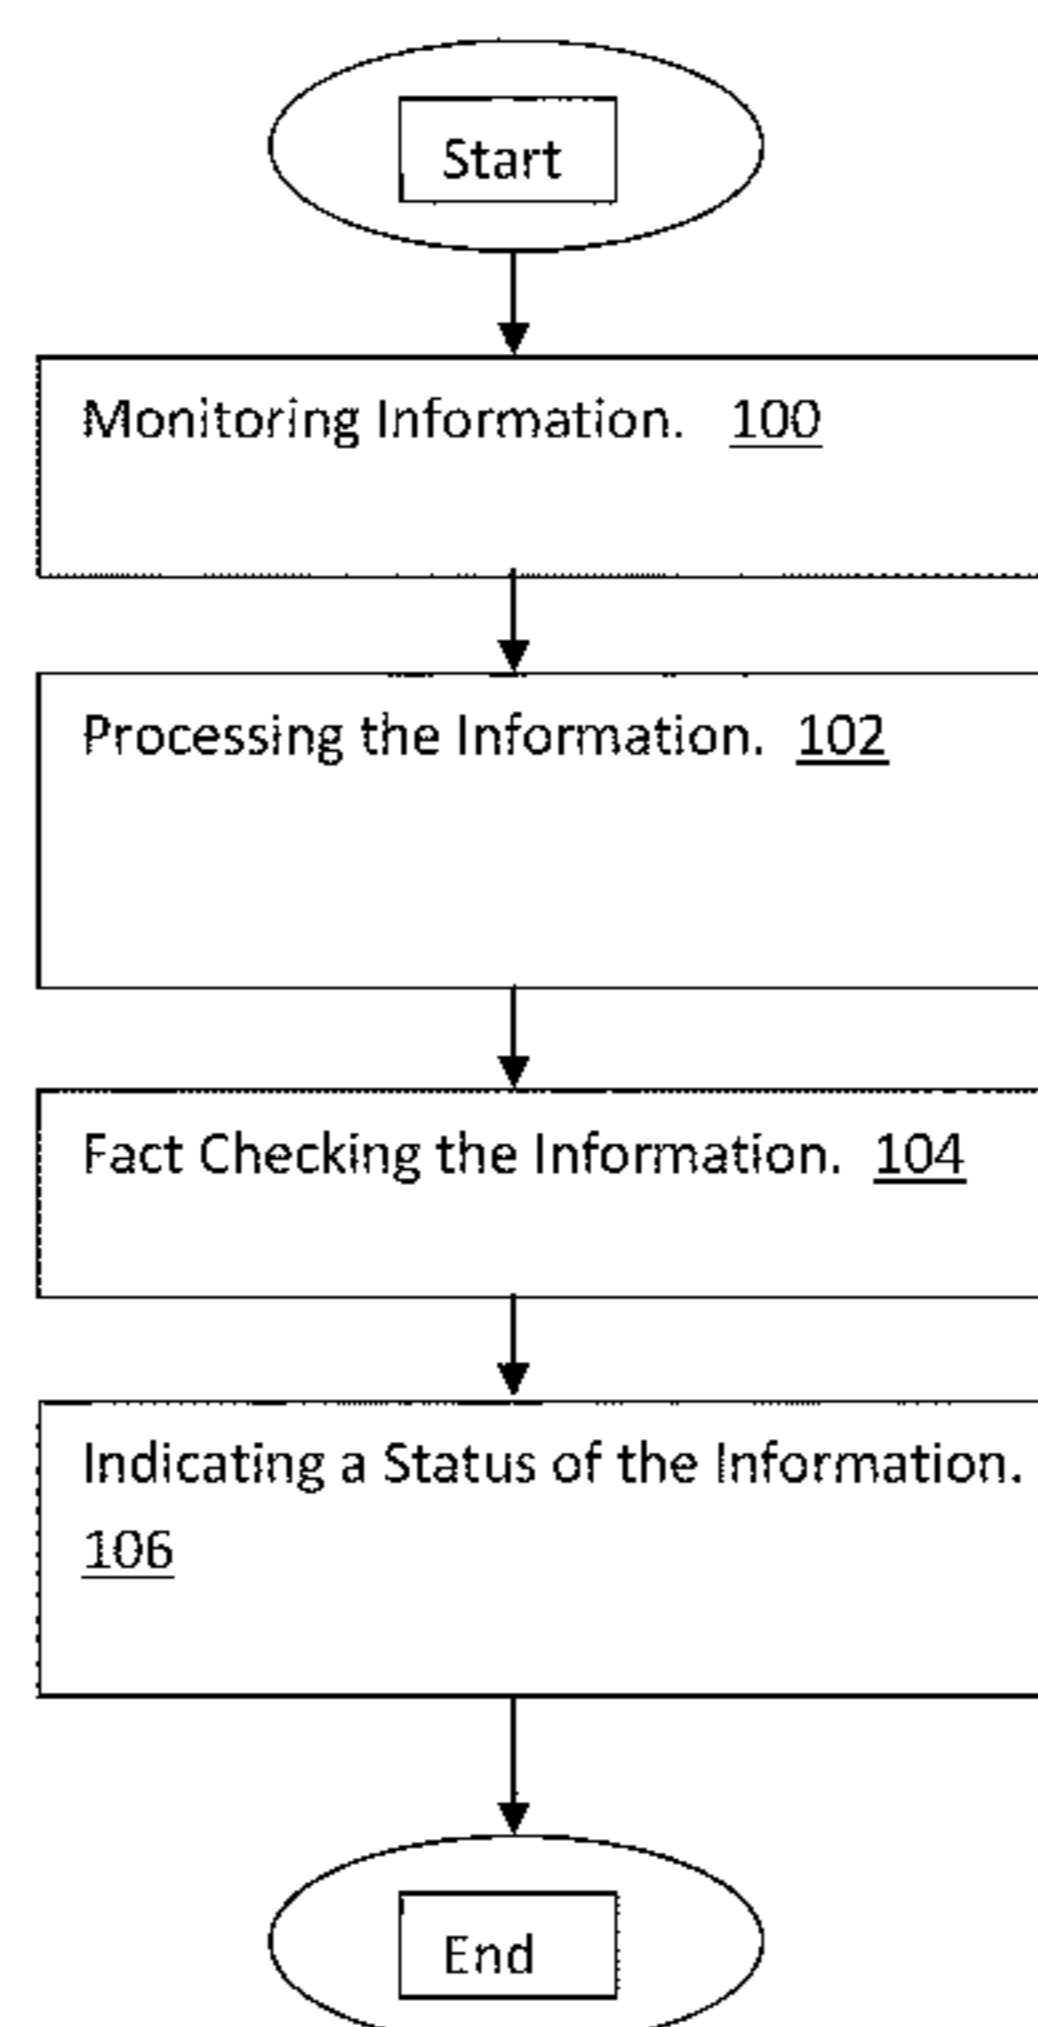 Start
Monitoring Information. 100
Processing the Information. 102
Fact Checking the Information. 104
Indicating a Status of the Information.
106
End